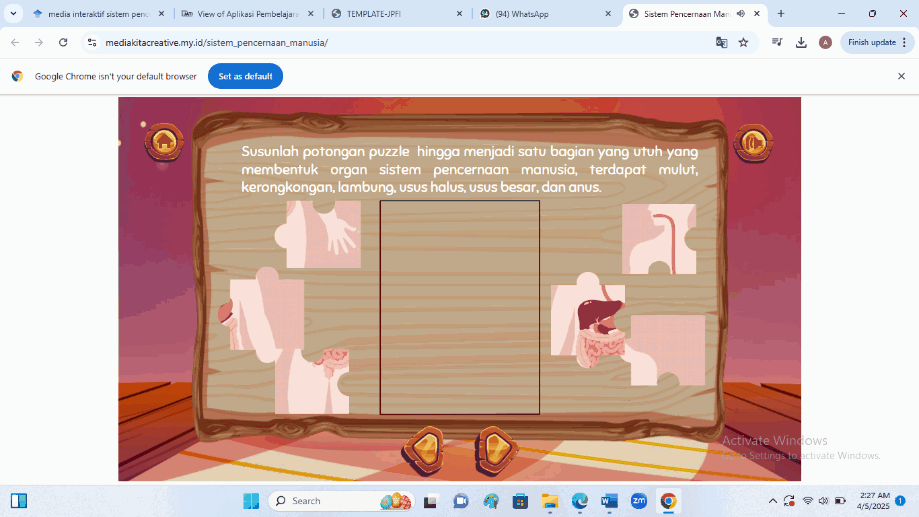 media interaktif sistem penc
View of Aplikasi Pembelajara
TEMPLATE-JPFI
(94) WhatsApp
Sistem Pencernaan Man
mediakitacreative.my.id/sistem_pencernaan_manusia/
A
Finish update
Google Chrome isn't your default browser
Set as default
Susunlah potongan puzzle hingga menjadi satu bagian yang utuh yang
membentuk organ sistem pencernaan manusia, terdapat mulut,
kerongkongan, lambung, usus halus, usus besar, dan anus.
Activate Windows
Go to Settings to activate Windows.
Search
zm
2:27 AM
4/5/2025
1